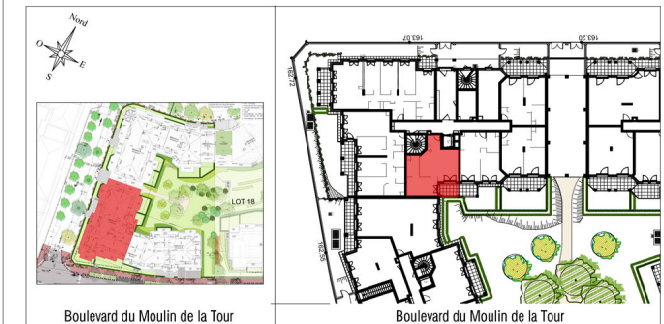 Nord
O
E
S
163.07
163.20
162.72
LOT 18
162.56
Boulevard du Moulin de la Tour
Boulevard du Moulin de la Tour